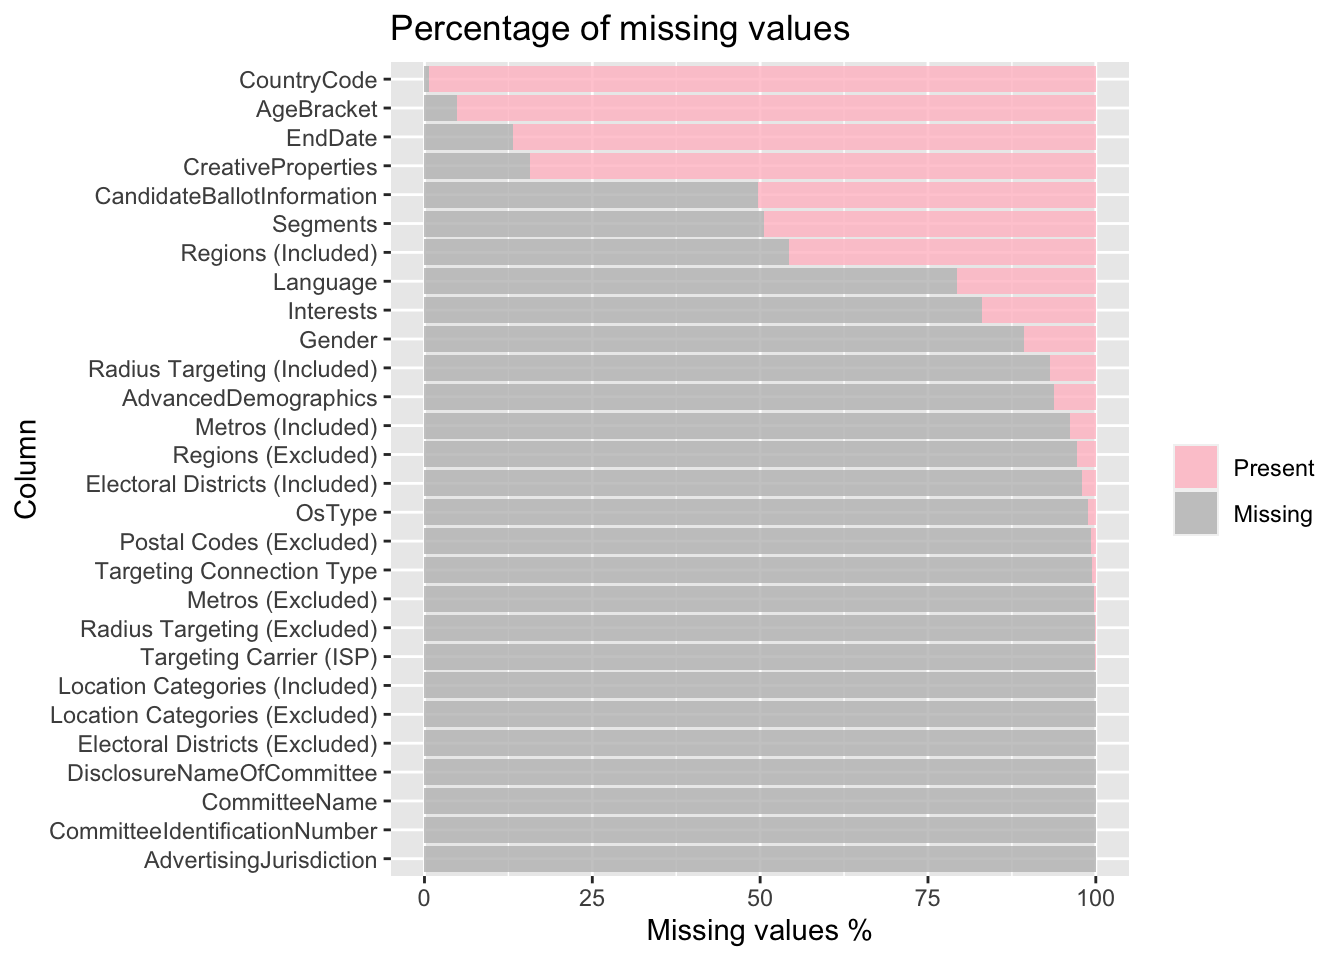 Percentage of missing values
CountryCode
AgeBracket
EndDate
CreativeProperties
CandidateBallotInformation
Segments
Regions (Included)
Language
Interests
Gender
Radius Targeting (Included)
AdvancedDemographics
Metros (Included)
Regions (Excluded)
Electoral Districts (Included)
OsType
Postal Codes (Excluded)
Targeting Connection Type
Metros (Excluded)
Radius Targeting (Excluded)
Targeting Carrier (ISP)
Location Categories (Included)
Location Categories (Excluded)
Electoral Districts (Excluded)
DisclosureNameOfCommittee
CommitteeName
CommitteeIdentificationNumber
AdvertisingJurisdiction
Column
0 25 50 75 100
Missing values %
Present
Missing